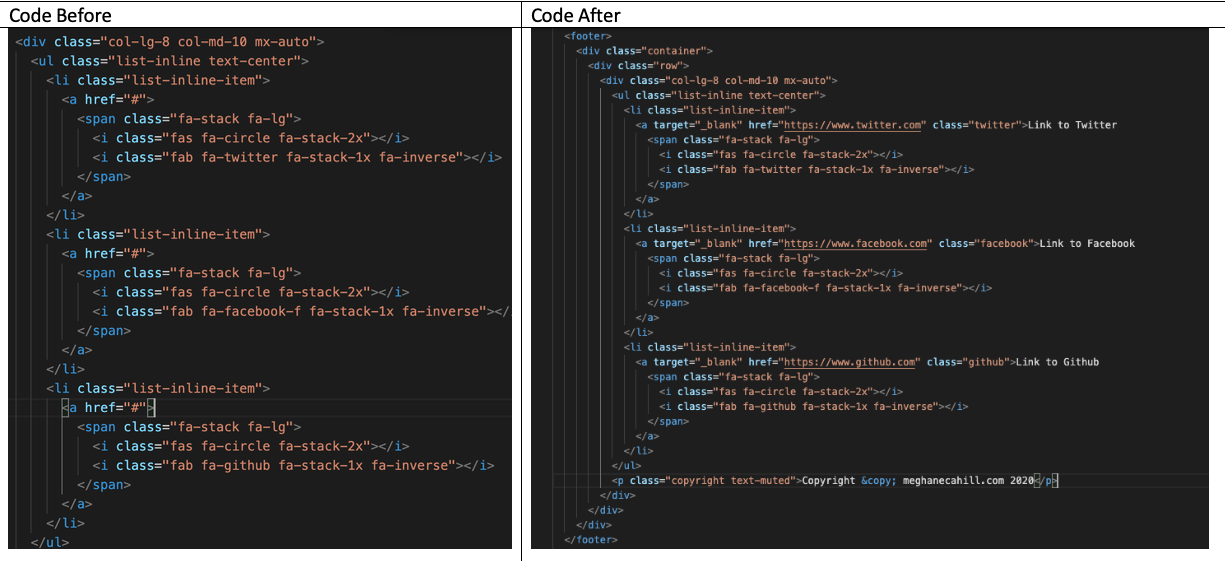 Code Before
<div class="col-lg-8 col-md-10 mx-auto">
<ul class="list-inline text-center">
<li class="list-inline-item">
<a href="#">
<span class="fa-stack fa-lg">
<i class="fas fa-circle fa-stack-2x"></i>
<i class="fab fa-twitter fa-stack-1x fa-inverse"></i>
</span>
</a>
</li>
<li class="list-inline-item">
<a href="#">
<span class="fa-stack fa-lg">
<i class="fas fa-circle fa-stack-2x"></i>
<i class="fab fa-facebook-f fa-stack-1x fa-inverse"></
</span>
</a>
</li>
<li class="list-inline-item">
<a href="#">
<span class="fa-stack fa-lg">
<i class="fas fa-circle fa-stack-2x"></i>
<i class="fab fa-github fa-stack-1x fa-inverse"></i>
</span>
</a>
</li>
</ul>
Code After
<footer>
<div class="container">
<div class="row">
<div class="col-lg-8 col-md-10 mx-auto">
<ul class="list-inline text-center">
<li class="list-inline-item">
<a target="_blank" href="https://www.twitter.com" class="twitter">Link to Twitter
<span class="fa-stack fa-lg">
<i class="fas fa-circle fa-stack-2x"></i>
<i class="fab fa-twitter fa-stack-1x fa-inverse"></i>
</span>
</a>
</li>
<li class="list-inline-item">
<a target="_blank" href="https://www.facebook.com" class="facebook">Link to Facebook
<span class="fa-stack fa-lg">
<i class="fas fa-circle fa-stack-2x"></i>
<i class="fab fa-facebook-f fa-stack-1x fa-inverse"></i>
</span>
</a>
</li>
<li class="list-inline-item">
<a target="_blank" href="https://www.github.com" class="github">Link to Github
<span class="fa-stack fa-lg">
<i class="fas fa-circle fa-stack-2x"></i>
<i class="fab fa-github fa-stack-1x fa-inverse"></i>
</span>
</a>
</li>
</ul>
<p class="copyright text-muted">Copyright &copy; meghanecahill.com 2020</p>
</div>
</div>
</div>
</footer>